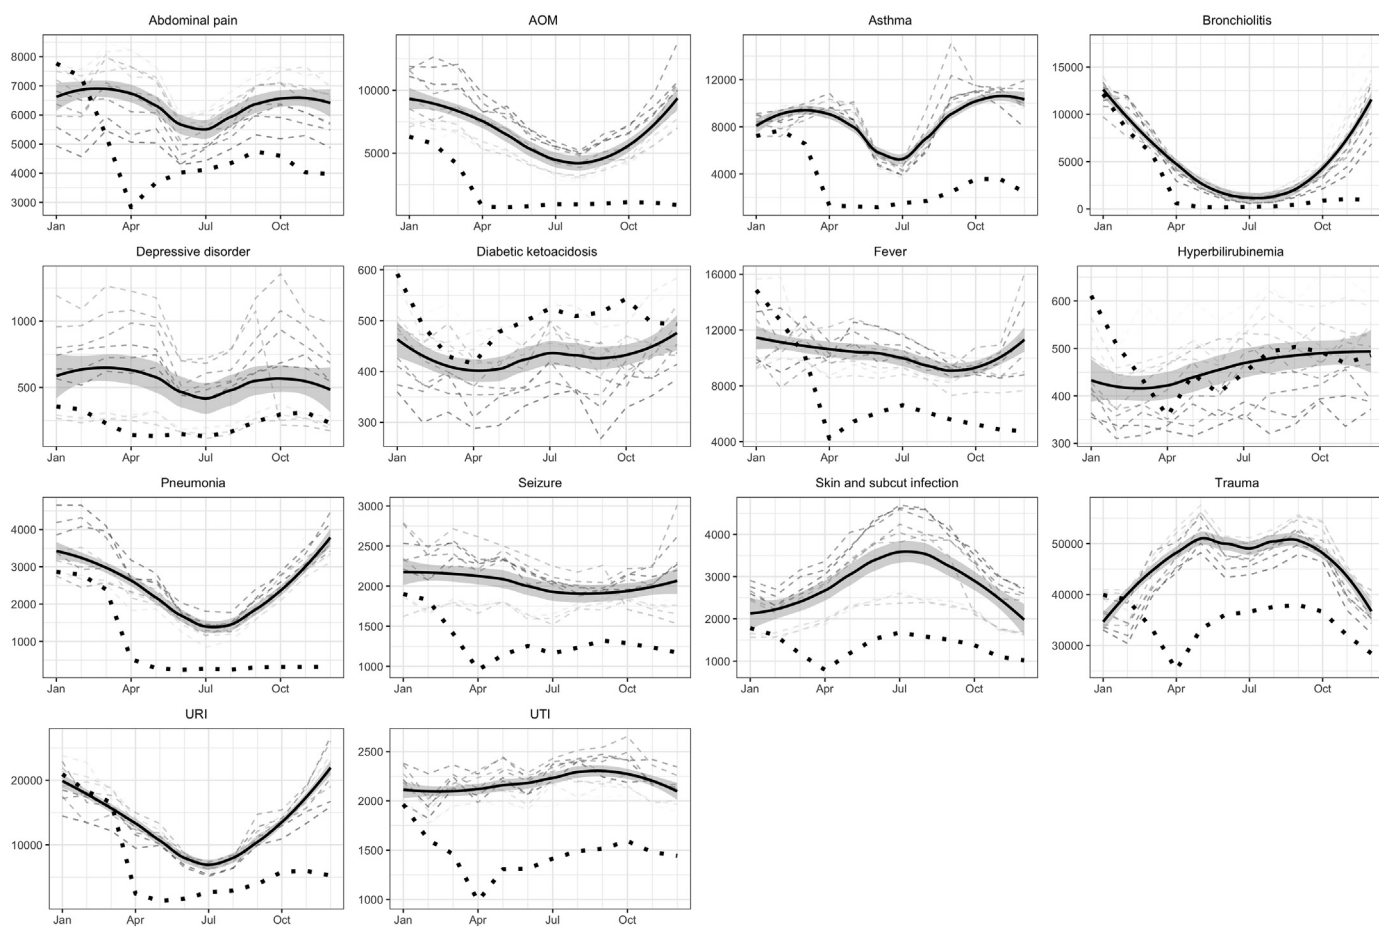 Abdominal pain
8000
7000
6000
5000
4000
3000
Jan Apr Jul Oct
AOM
10000
5000
Jan Apr Jul Oct
Asthma
12000
8000
4000
Jan Apr Jul Oct
Bronchiolitis
15000
10000
5000
0
Jan Apr Jul Oct
Depressive disorder
1000
500
Jan Apr Jul Oct
Diabetic ketoacidosis
600
500
400
300
Jan Apr Jul Oct
Fever
16000
12000
8000
4000
Jan Apr Jul Oct
Hyperbilirubinemia
600
500
400
300
Jan Apr Jul Oct
Pneumonia
4000
3000
2000
1000
Jan Apr Jul Oct
Seizure
3000
2500
2000
1500
1000
Jan Apr Jul Oct
Skin and subcut infection
4000
3000
2000
1000
Jan Apr Jul Oct
Trauma
50000
40000
30000
Jan Apr Jul Oct
URI
20000
10000
Jan Apr Jul Oct
UTI
2500
2000
1500
1000
Jan Apr Jul Oct